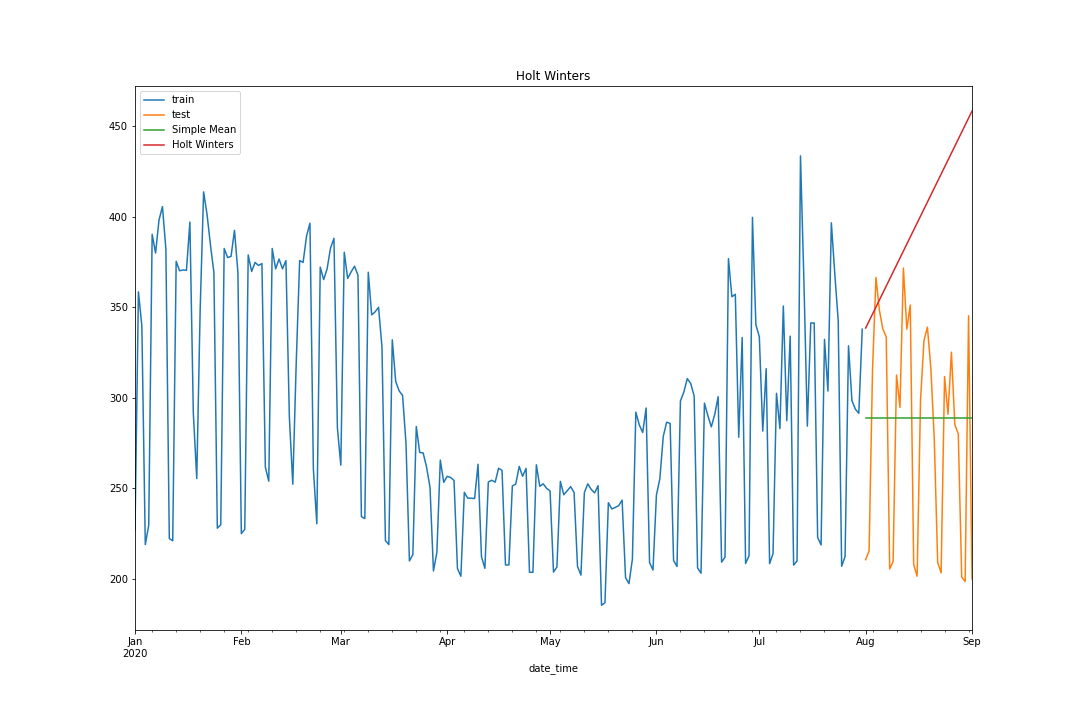 Holt Winters
train
test
Simple Mean
Holt Winters
450
400
350
300
250
200
Jan Feb Mar Apr May Jun Jul Aug Sep
2020
date_time